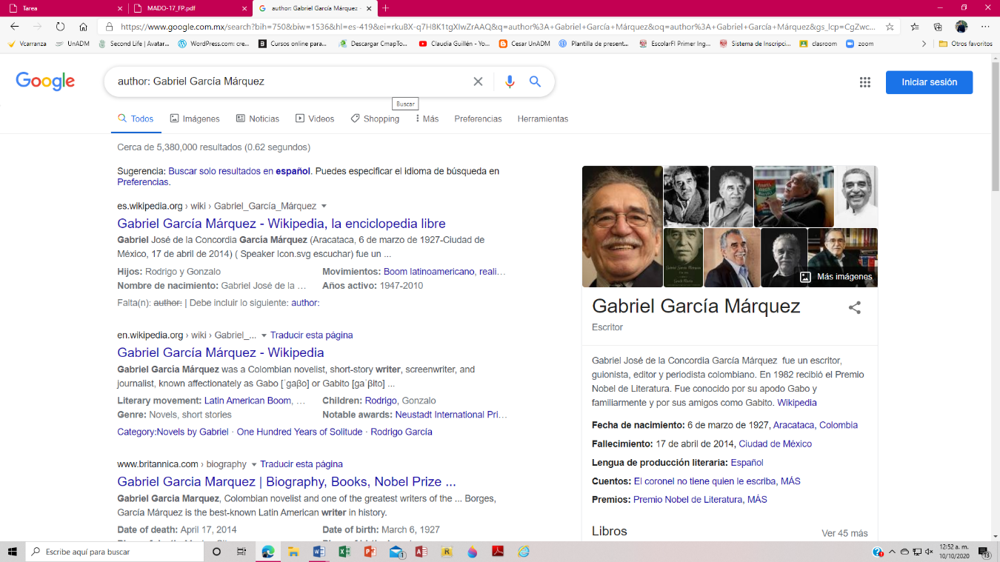 Tarea
MADO-17_FP.pdf
author: Gabriel García Márquez -
https://www.google.com.mx/search?bih=750&biw=1536&hl=es-419&ei=rkuBX-q7H8K1tgXIwZrAAQ&q=author%3A+Gabriel+García+Márquez&oq=author%3A+Gabriel+García+Márquez&gs_lcp=CgZwc...
Vcarranza UnADM Second Life | Avatar... WordPress.com: cre... Cursos online para... Descargar CmapTo... Claudia Guillén - Yo... Cesar UnADM Plantilla de present... EscolarFI Primer Ing... Sistema de Inscripci... clasroom zoom Otros favoritos
Google
author: Gabriel García Márquez
Iniciar sesión
Buscar
Todos Imágenes Noticias Videos Shopping Más Preferencias Herramientas
Cerca de 5,380,000 resultados (0.62 segundos)
Sugerencia: Buscar solo resultados en español. Puedes especificar el idioma de búsqueda en
Preferencias.
es.wikipedia.org › wiki › Gabriel_García_Márquez
Gabriel García Márquez - Wikipedia, la enciclopedia libre
Gabriel José de la Concordia García Márquez (Aracataca, 6 de marzo de 1927-Ciudad de
México, 17 de abril de 2014) ( Speaker Icon.svg escuchar) fue un ...
Hijos: Rodrigo y Gonzalo Movimientos: Boom latinoamericano, reali...
Nombre de nacimiento: Gabriel José de la ... Años activo: 1947-2010
Falta(n): author: | Debe incluir lo siguiente: author:
en.wikipedia.org › wiki › Gabriel_... Traducir esta página
Gabriel García Márquez - Wikipedia
Gabriel García Márquez was a Colombian novelist, short-story writer, screenwriter, and
journalist, known affectionately as Gabo [ˈɡaβo] or Gabito [ɡaˈβito] ...
Literary movement: Latin American Boom, ... Children: Rodrigo, Gonzalo
Genre: Novels, short stories Notable awards: Neustadt International Pri...
Category:Novels by Gabriel · One Hundred Years of Solitude · Rodrigo García
www.britannica.com › biography Traducir esta página
Gabriel Garcia Marquez | Biography, Books, Nobel Prize ...
Gabriel Garcia Marquez, Colombian novelist and one of the greatest writers of the ... Borges,
García Márquez is the best-known Latin American writer in history.
Date of death: April 17, 2014 Date of birth: March 6, 1927
Más imágenes
Gabriel García Márquez
Escritor
Gabriel José de la Concordia García Márquez fue un escritor,
guionista, editor y periodista colombiano. En 1982 recibió el Premio
Nobel de Literatura. Fue conocido por su apodo Gabo y
familiarmente y por sus amigos como Gabito. Wikipedia
Fecha de nacimiento: 6 de marzo de 1927, Aracataca, Colombia
Fallecimiento: 17 de abril de 2014, Ciudad de México
Lengua de producción literaria: Español
Cuentos: El coronel no tiene quien le escriba, MÁS
Premios: Premio Nobel de Literatura, MÁS
Libros
Ver 45 más
Escribe aquí para buscar
12:52 a. m.
10/10/2020
13